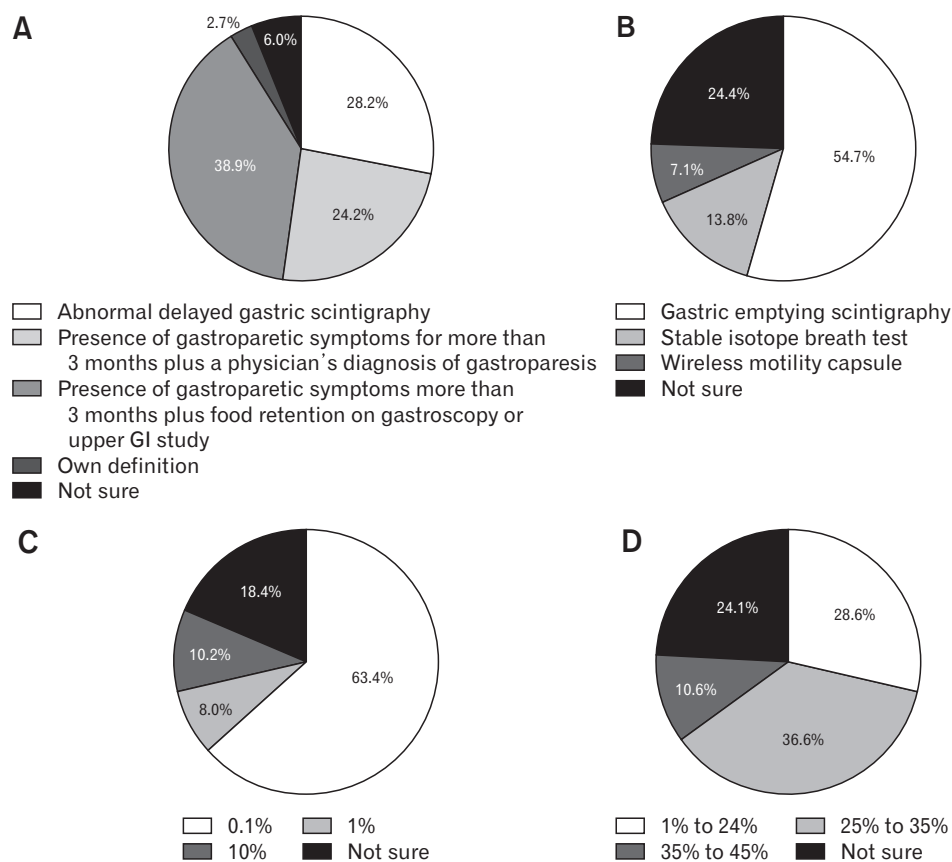 A
2.7%
6.0%
28.2%
38.9%
24.2%
Abnormal delayed gastric scintigraphy
Presence of gastroparetic symptoms for more than
3 months plus a physician's diagnosis of gastroparesis
Presence of gastroparetic symptoms more than
3 months plus food retention on gastroscopy or
upper GI study
Own definition
Not sure
B
24.4%
54.7%
7.1%
13.8%
Gastric emptying scintigraphy
Stable isotope breath test
Wireless motility capsule
Not sure
C
18.4%
10.2%
63.4%
8.0%
0.1% 1%
10% Not sure
D
24.1%
28.6%
10.6%
36.6%
1% to 24% 25% to 35%
35% to 45% Not sure